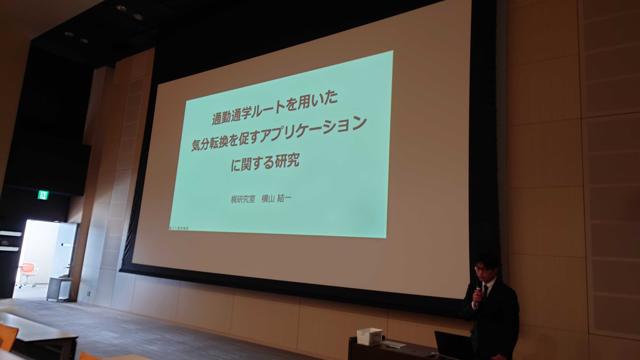 通勤通学ルートを用いた
気分転換を促すアプリケーション
に関する研究
梶研究室 横山 結一